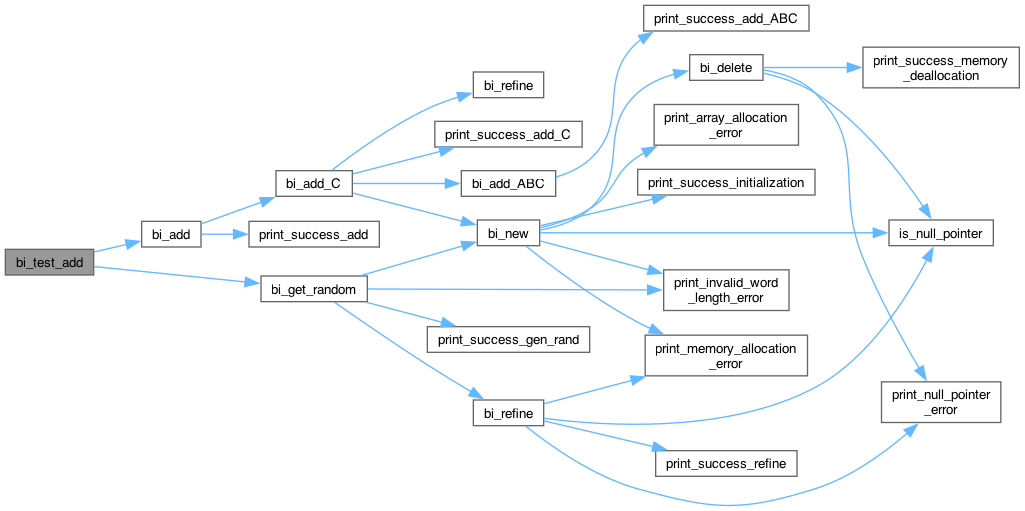 print_success_add_ABC
bi_delete
print_success_memory
_deallocation
bi_refine
print_array_allocation
_error
print_success_add_C
bi_add_C
bi_add_ABC
print_success_initialization
bi_add
print_success_add
bi_new
is_null_pointer
bi_test_add
bi_get_random
print_invalid_word
_length_error
print_success_gen_rand
print_memory_allocation
_error
print_null_pointer
_error
bi_refine
print_success_refine